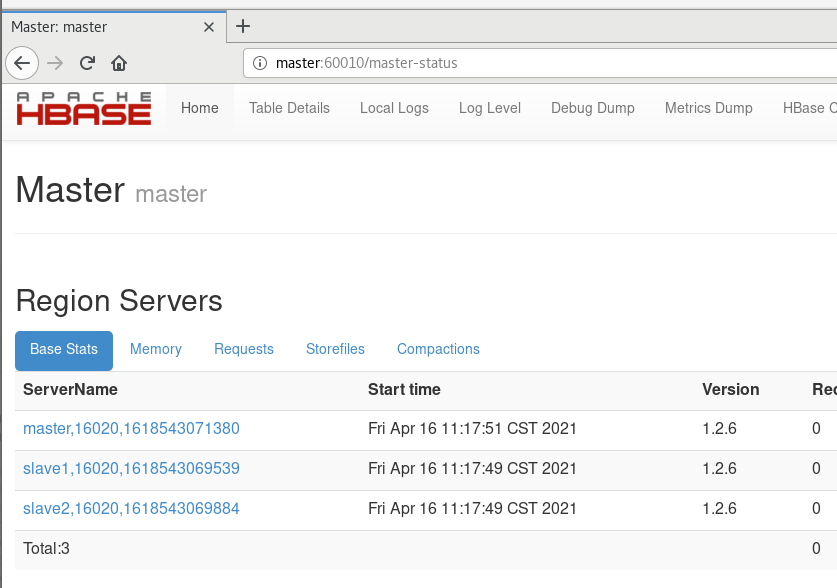 Master: master
master:60010/master-status
APACHE
HBASE
Home Table Details Local Logs Log Level Debug Dump Metrics Dump HBase C
Master master
Region Servers
Base Stats Memory Requests Storefiles Compactions
ServerName Start time Version Rec
master,16020,1618543071380 Fri Apr 16 11:17:51 CST 2021 1.2.6 0
slave1,16020,1618543069539 Fri Apr 16 11:17:49 CST 2021 1.2.6 0
slave2,16020,1618543069884 Fri Apr 16 11:17:49 CST 2021 1.2.6 0
Total:3 0